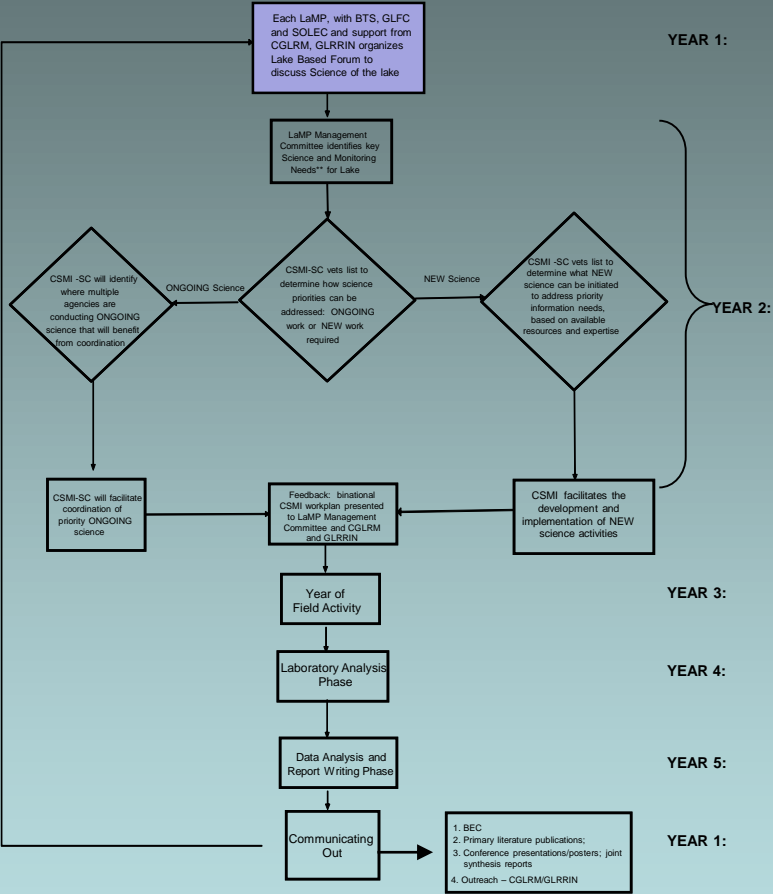 Each LaMP, with BTS, GLFC
and SOLEC and support from
CGLRM, GLRRIN organizes
Lake Based Forum to
discuss Science of the lake
YEAR 1:
LaMP Management
Committee identifies key
Science and Monitoring
Needs** for Lake
CSMI -SC will identify
where multiple
agencies are
conducting ONGOING
science that will benefit
from coordination
ONGOING Science
CSMI-SC vets list to
determine how science
priorities can be
addressed: ONGOING
work or NEW work
required
NEW Science
CSMI -SC vets list to
determine what NEW
science can be initiated
to address priority
information needs,
based on available
resources and expertise
YEAR 2:
CSMI-SC will facilitate
coordination of
priority ONGOING
science
Feedback: binational
CSMI workplan presented
to LaMP Management
Committee and CGLRM
and GLRRIN
CSMI facilitates the
development and
implementation of NEW
science activities
Year of
Field Activity
YEAR 3:
Laboratory Analysis
Phase
YEAR 4:
Data Analysis and
Report Writing Phase
YEAR 5:
Communicating
Out
1. BEC
2. Primary literature publications;
3. Conference presentations/posters; joint
synthesis reports
4. Outreach – CGLRM/GLRRIN
YEAR 1: